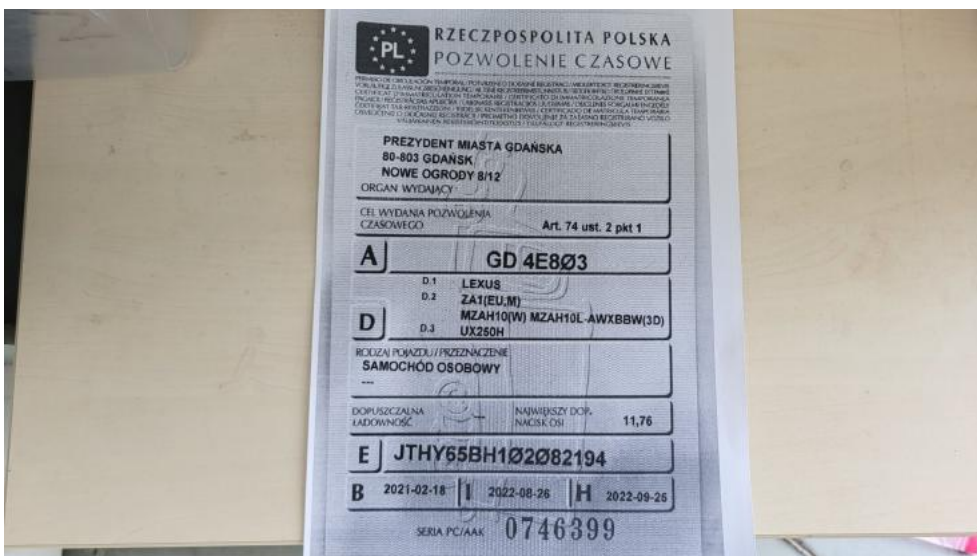 PL
RZECZPOSPOLITA POLSKA
POZWOLENIE CZASOWE
PREZYDENT MIASTA GDAŃSKA
80-803 GDAŃSK
NOWE OGRODY 8/12
ORGAN WYDAJĄCY
CEL WYDANIA POZWOLENIA
CZASOWEGO Art. 74 ust. 2 pkt 1
A GD 4E8Ø3
D.1 LEXUS
D.2 ZA1(EU,M)
MZAH10(W) MZAH10L-AWXBBW(3D)
D D.3 UX250H
RODZAJ POJAZDU / PRZEZNACZENIE
SAMOCHÓD OSOBOWY
---
DOPUSZCZALNA NAJWIĘKSZY DOP.
ŁADOWNOŚĆ NACISK OSI 11,76
E JTHY65BH1Ø2Ø82194
B 2021-02-18 I 2022-08-26 H 2022-09-25
SERIA PC/AAK 0746399